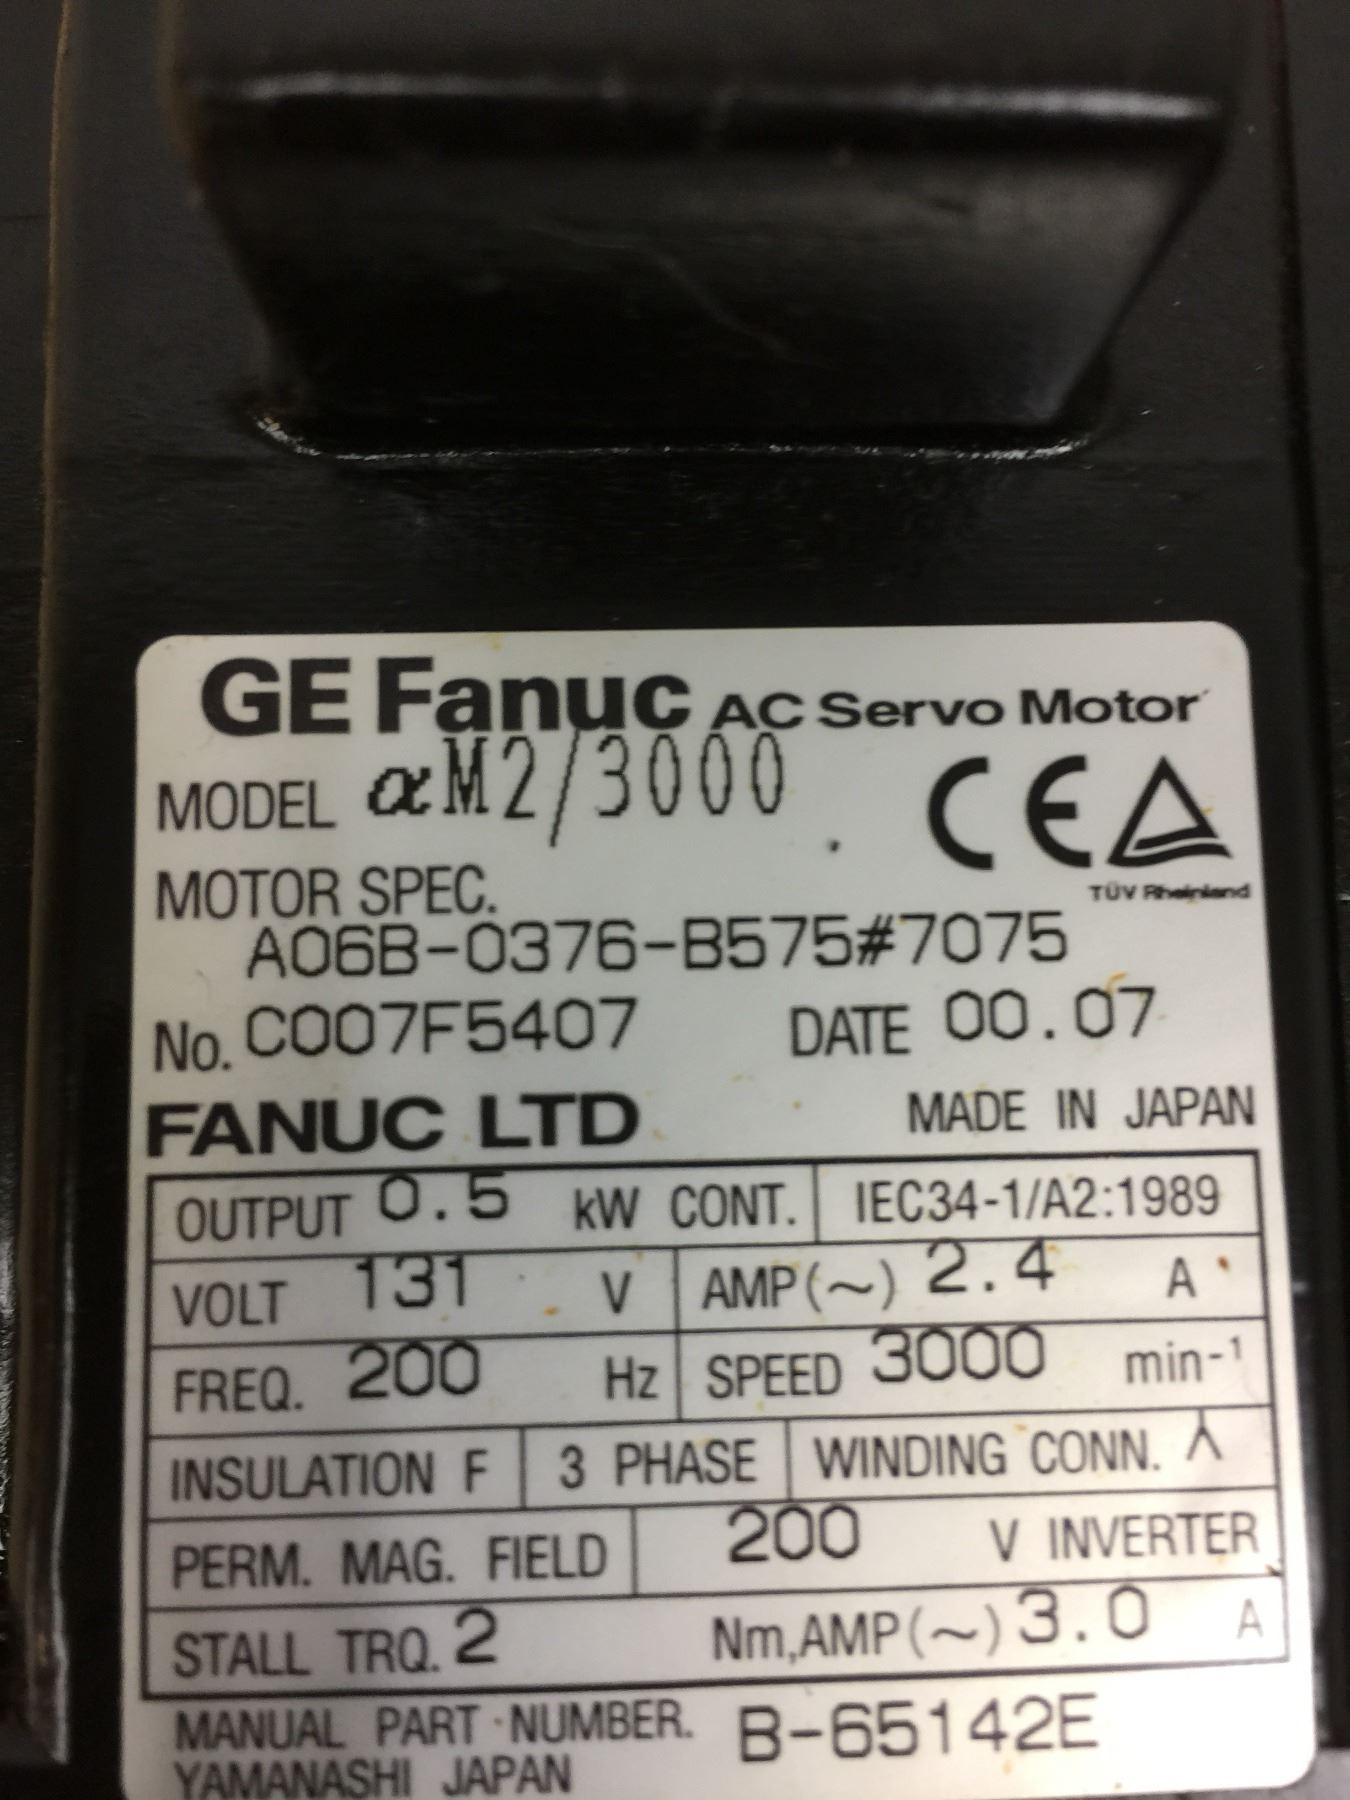 GE Fanuc AC Servo Motor
MODEL αM2/3000
CE
TÜV Rheinland
MOTOR SPEC.
A06B-0376-B575#7075
No. C007F5407 DATE 00.07
FANUC LTD MADE IN JAPAN
OUTPUT 0.5 kW CONT. IEC34-1/A2:1989
VOLT 131 V AMP(~) 2.4 A
FREQ. 200 Hz SPEED 3000 min-¹
INSULATION F 3 PHASE WINDING CONN. ⅄
PERM. MAG. FIELD 200 V INVERTER
STALL TRQ. 2 Nm,AMP(~) 3.0 A
MANUAL PART NUMBER. B-65142E
YAMANASHI JAPAN